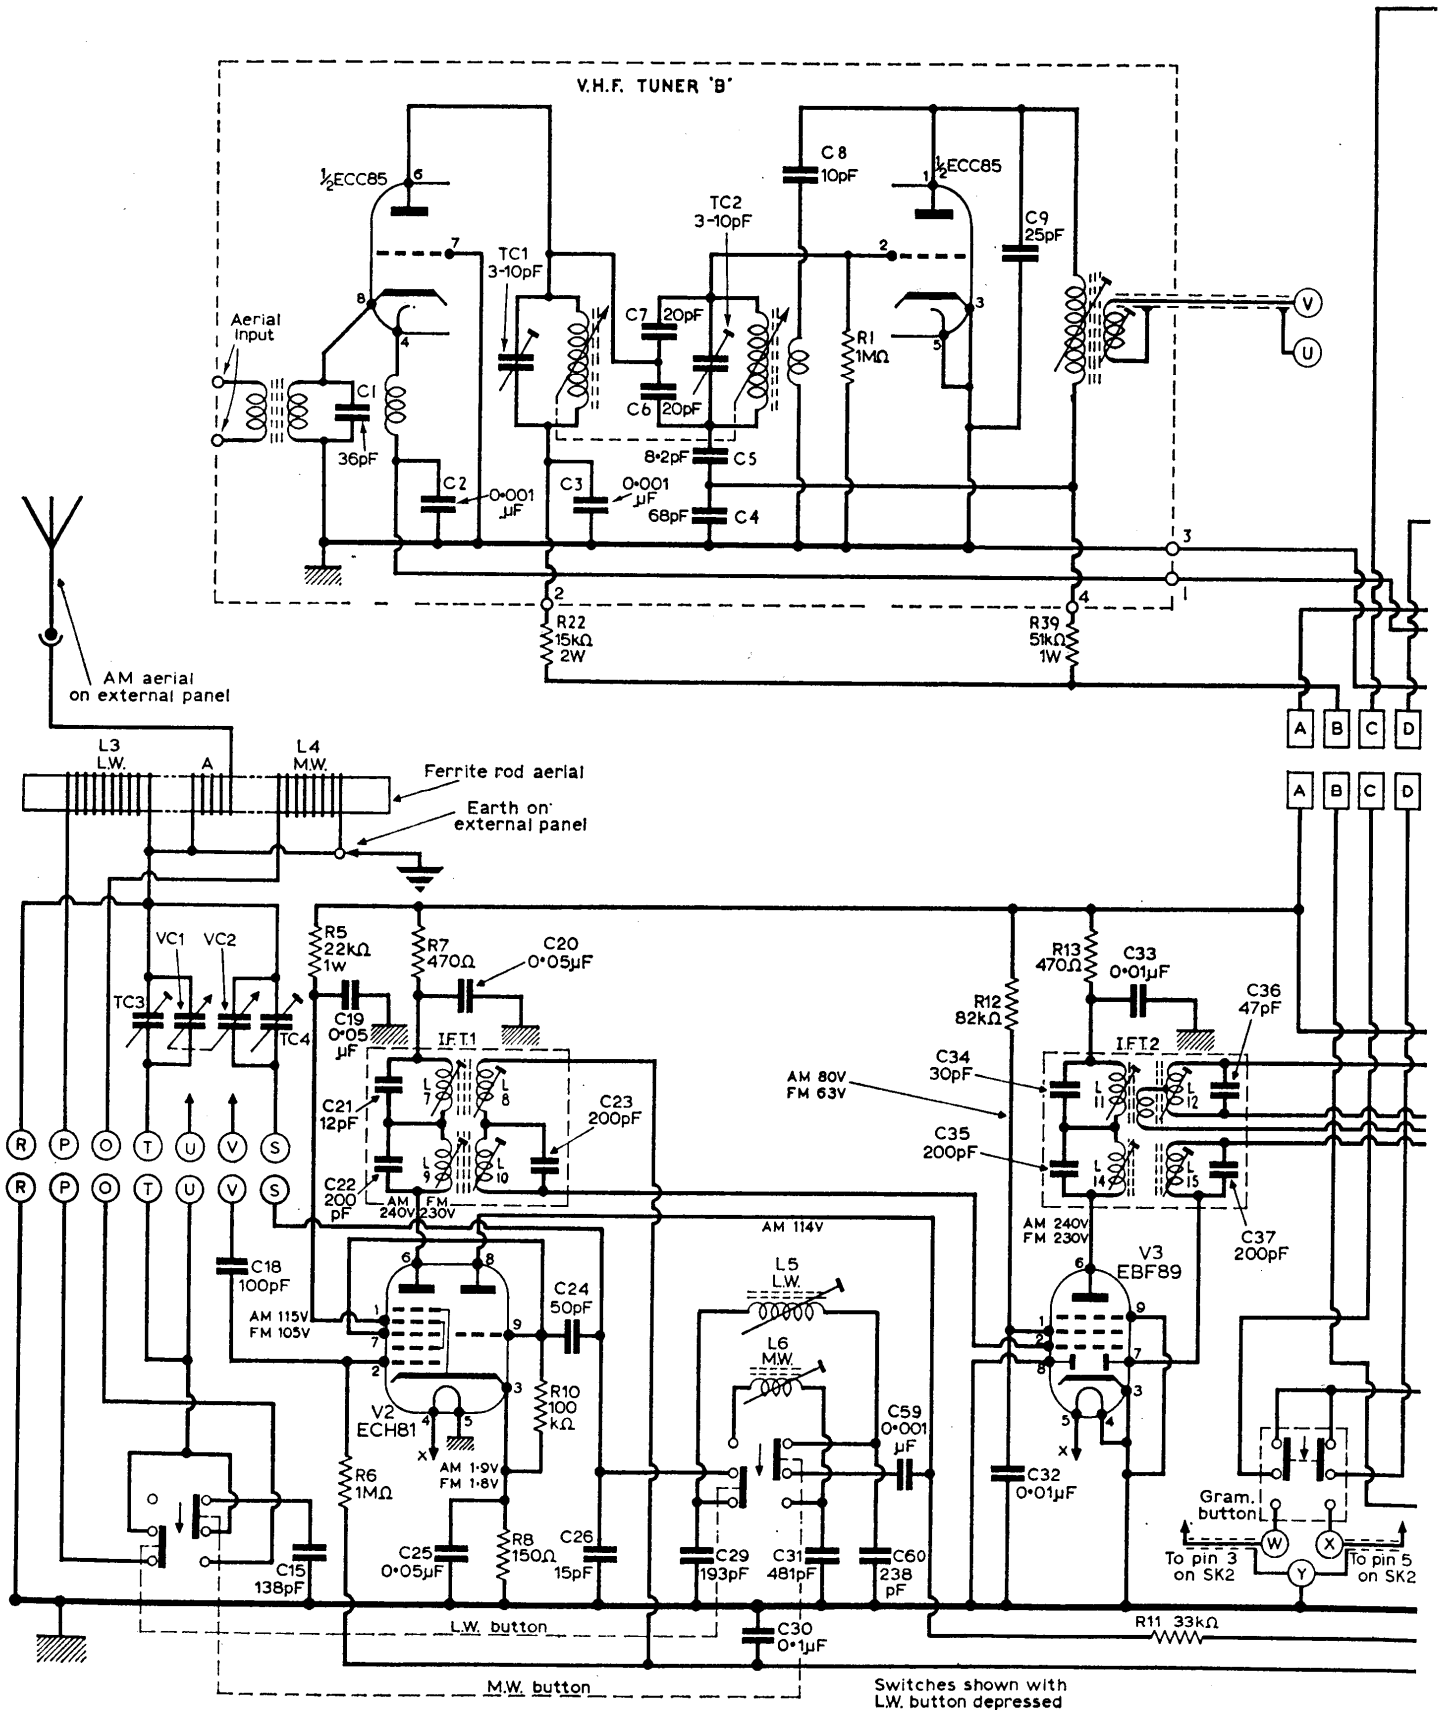 V.H.F. TUNER 'B'
½ECC85
6
7
8
4
Aerial
Input
C1
36pF
C2
0·001
µF
TC1
3-10pF
C3
0·001
µF
TC2
3-10pF
C7
20pF
C6
20pF
8·2pF
C5
68pF
C4
C8
10pF
R1
1MΩ
½ECC85
1
2
3
5
C9
25pF
V
U
3
1
2
4
R22
15kΩ
2W
R39
51kΩ
1W
AM aerial
on external panel
L3
L.W.
A
L4
M.W.
Ferrite rod aerial
Earth on
external panel
A
B
C
D
A
B
C
D
VC1
VC2
TC3
TC4
R5
22kΩ
1W
R7
470Ω
C20
0·05µF
C19
0·05
µF
I.F.T.1
C21
12pF
L
7
L
8
C23
200pF
C22
200
pF
L
9
L
10
AM
240V
FM
230V
AM 114V
R13
470Ω
C33
0·01µF
R12
82kΩ
C36
47pF
I.F.T.2
C34
30pF
AM 80V
FM 63V
L
11
L
12
C35
200pF
L
14
L
15
C37
200pF
AM 240V
FM 230V
R
P
O
T
U
V
S
R
P
O
T
U
V
S
C18
100pF
AM 115V
FM 105V
6
8
1
7
2
9
3
4
5
V2
ECH81
X
C24
50pF
R10
100
kΩ
L5
L.W.
L6
M.W.
V3
EBF89
6
1
2
8
9
7
3
5
4
X
R6
1MΩ
AM 1·9V
FM 1·8V
C59
0·001
µF
C32
0·01µF
Gram.
button
W
X
Y
To pin 3
on SK2
To pin 5
on SK2
C15
138pF
C25
0·05µF
R8
150Ω
C26
15pF
C29
193pF
C31
481pF
C60
238
pF
L.W. button
C30
0·1µF
R11 33kΩ
M.W. button
Switches shown with
L.W. button depressed